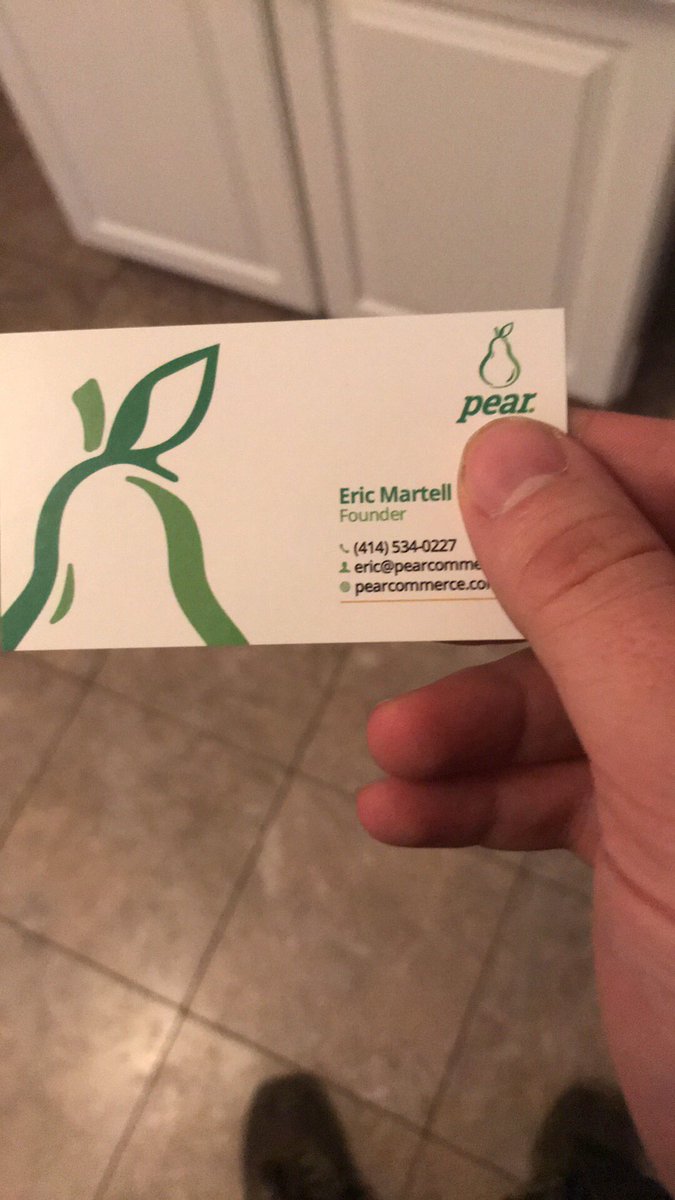 pear.
Eric Martell
Founder
(414) 534-0227
eric@pearcomme
pearcommerce.co